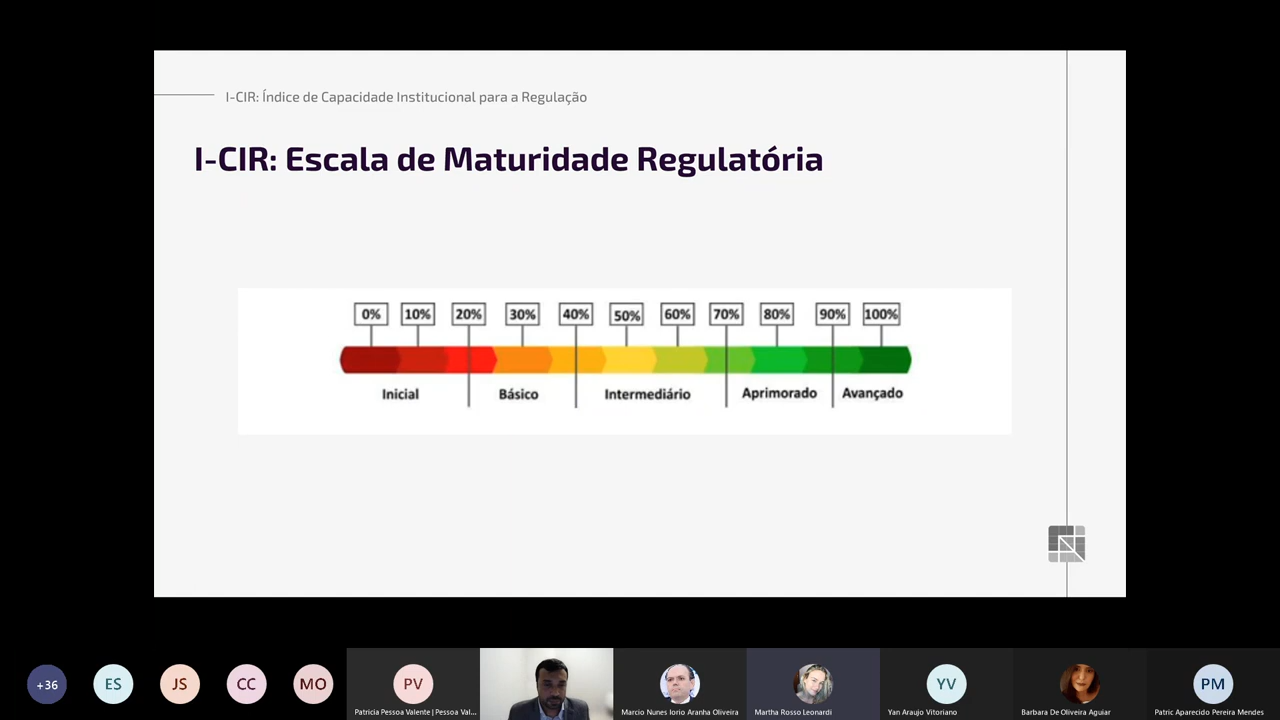 I-CIR: Índice de Capacidade Institucional para a Regulação
I-CIR: Escala de Maturidade Regulatória
0% 10% 20% 30% 40% 50% 60% 70% 80% 90% 100%
Inicial Básico Intermediário Aprimorado Avançado
+36 ES JS CC MO PV YV PM
Patricia Pessoa Valente | Pessoa Val... Marcio Nunes Iorio Aranha Oliveira Martha Rosso Leonardi Yan Araujo Vitoriano Barbara De Oliveira Aguiar Patric Aparecido Pereira Mendes